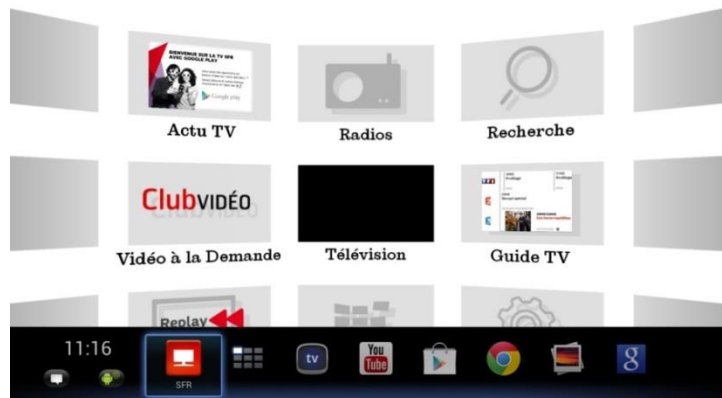 BIENVENUE SUR LA TV SFR
AVEC GOOGLE PLAY
Google play
Actu TV
Radios
Recherche
ClubVIDÉO
TF1
Vidéo à la Demande
Télévision
Guide TV
Replay
11:16
SFR
tv
You
Tube
g